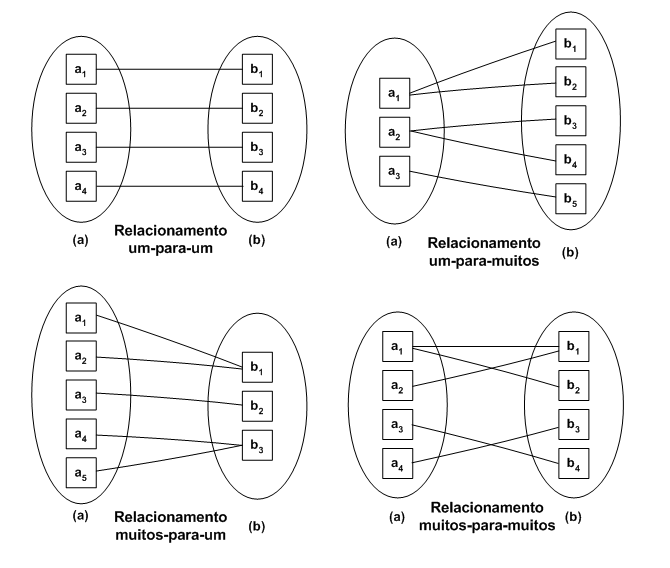 a1
b1
a2
b2
a3
b3
a4
b4
(a)
Relacionamento
um-para-um
(b)
b1
a1
b2
a2
b3
a3
b4
b5
(a)
Relacionamento
um-para-muitos
(b)
a1
a2
b1
a3
b2
a4
b3
a5
(a)
Relacionamento
muitos-para-um
(b)
a1
b1
a2
b2
a3
b3
a4
b4
(a)
Relacionamento
muitos-para-muitos
(b)